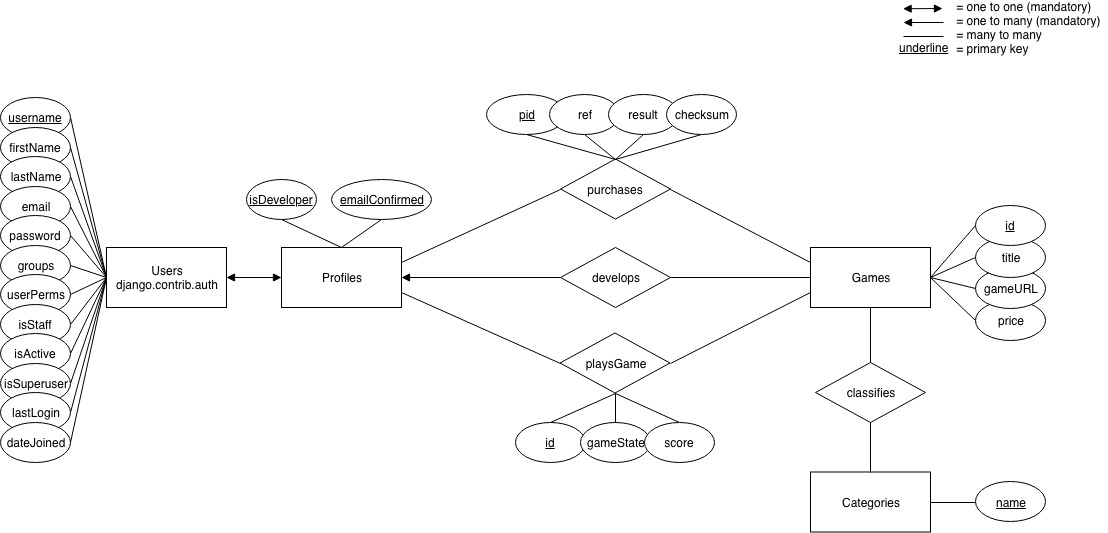 = one to one (mandatory)
= one to many (mandatory)
= many to many
underline = primary key
username
firstName
lastName
email
password
groups
userPerms
isStaff
isActive
isSuperuser
lastLogin
dateJoined
Users
django.contrib.auth
isDeveloper
emailConfirmed
Profiles
pid
ref
result
checksum
purchases
develops
playsGame
id
gameState
score
Games
id
title
gameURL
price
classifies
Categories
name